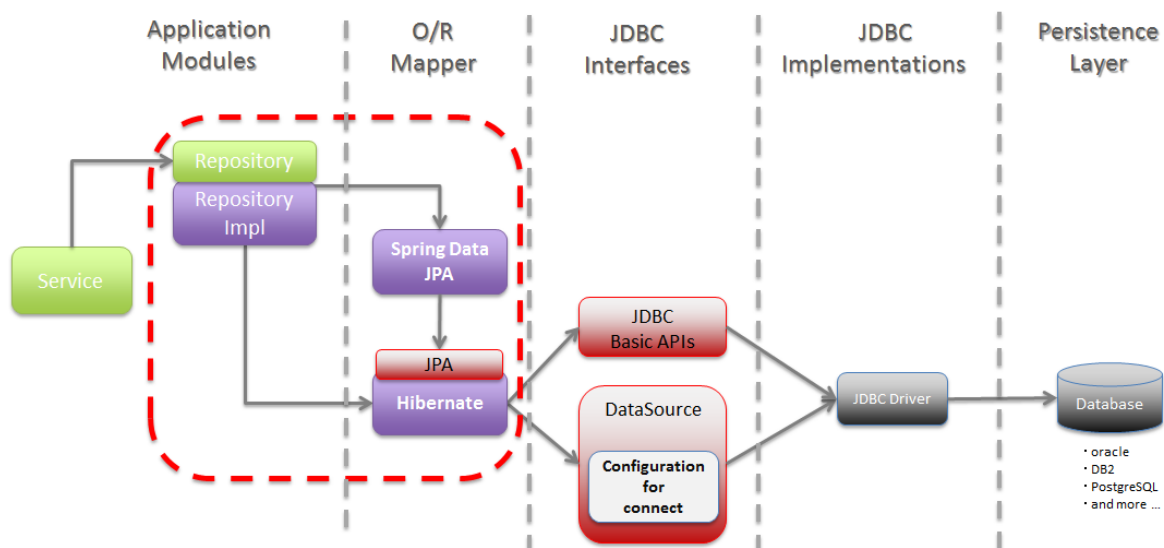 Application
Modules
O/R
Mapper
JDBC
Interfaces
JDBC
Implementations
Persistence
Layer
Repository
Repository
Impl
Service
Spring Data
JPA
JPA
Hibernate
JDBC
Basic APIs
DataSource
Configuration
for
connect
JDBC Driver
Database
・oracle
・DB2
・PostgreSQL
・and more ...